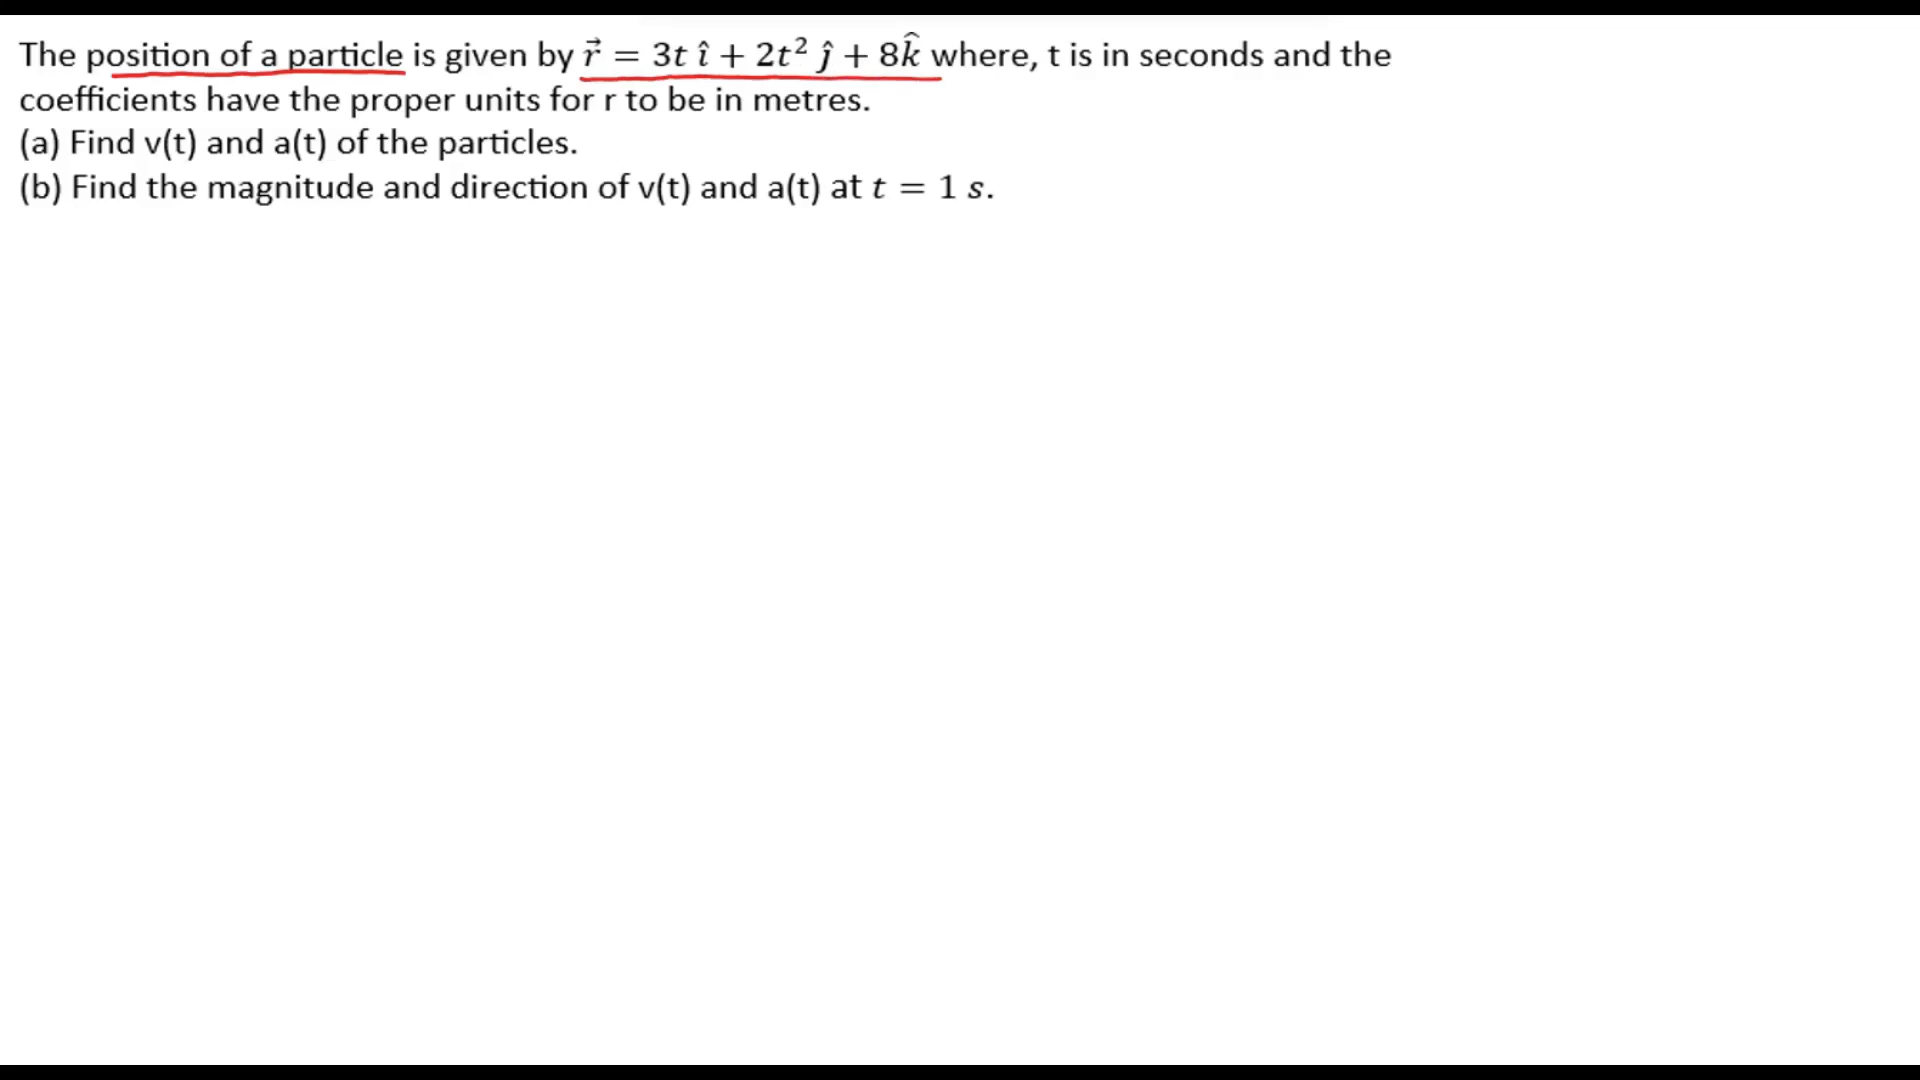 The position of a particle is given by r⃗ = 3t î + 2t² ĵ + 8k̂ where, t is in seconds and the
coefficients have the proper units for r to be in metres.
(a) Find v(t) and a(t) of the particles.
(b) Find the magnitude and direction of v(t) and a(t) at t = 1 s.